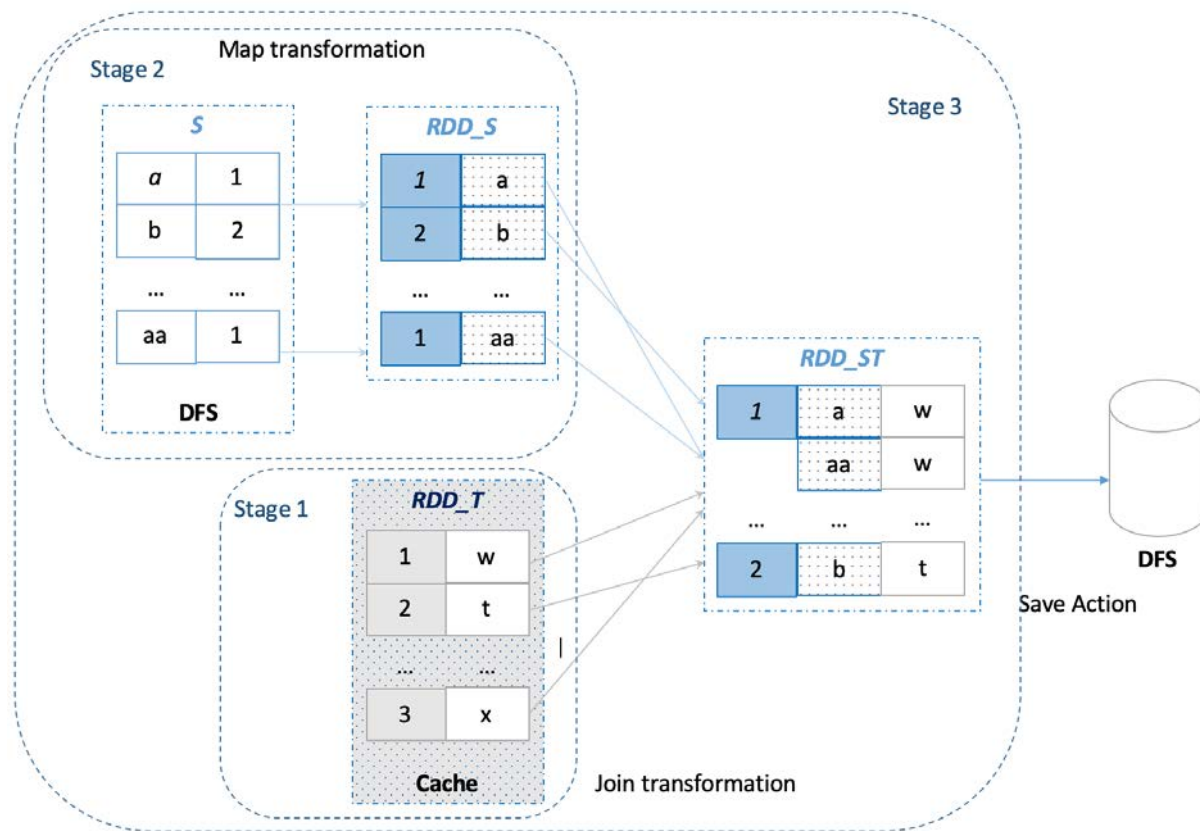 Map transformation
Stage 2
Stage 3
S
RDD_S
a 1
1 a
b 2
2 b
... ...
... ...
aa 1
1 aa
DFS
RDD_ST
1 a w
aa w
... ... ...
2 b t
DFS
Save Action
Stage 1
RDD_T
1 w
2 t
... ...
3 x
Cache
|
Join transformation